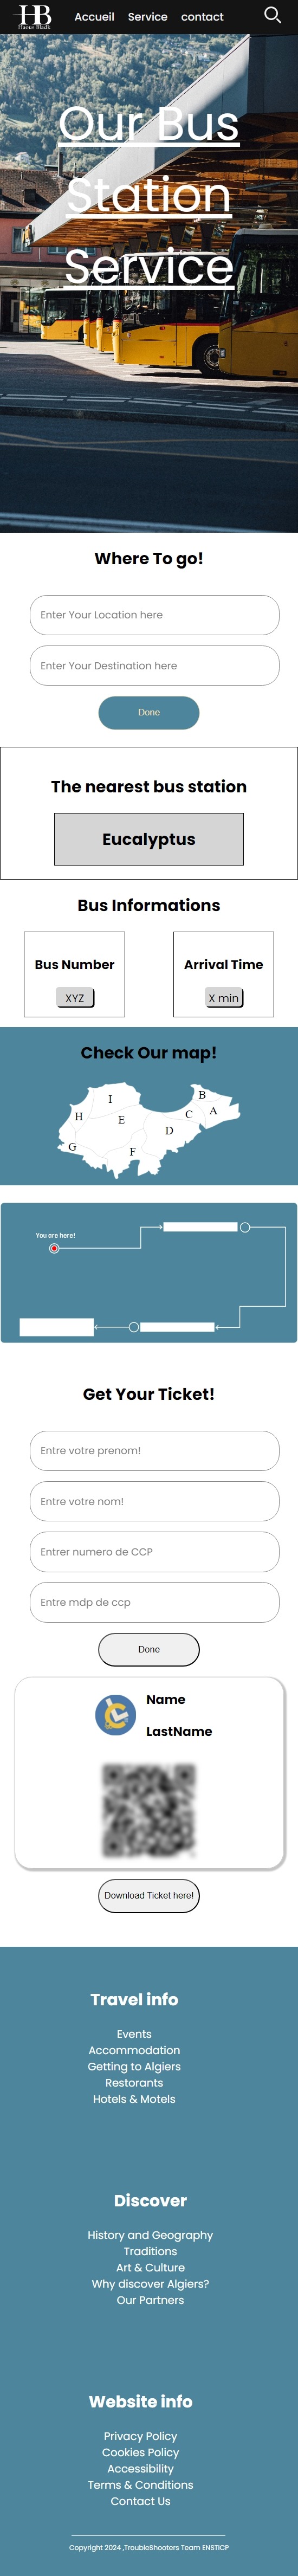 HB
Haous Bladk
Accueil Service contact
Our Bus
Station
Service
Where To go!
Enter Your Location here
Enter Your Destination here
Done
The nearest bus station
Eucalyptus
Bus Informations
Bus Number
Arrival Time
XYZ
X min
Check Our map!
I
B
H
E
C
A
D
G
F
You are here!
Get Your Ticket!
Entre votre prenom!
Entre votre nom!
Entrer numero de CCP
Entre mdp de ccp
Done
Name
LastName
Download Ticket here!
Travel info
Events
Accommodation
Getting to Algiers
Restorants
Hotels & Motels
Discover
History and Geography
Traditions
Art & Culture
Why discover Algiers?
Our Partners
Website info
Privacy Policy
Cookies Policy
Accessibility
Terms & Conditions
Contact Us
Copyright 2024 ,TroubleShooters Team ENSTICP